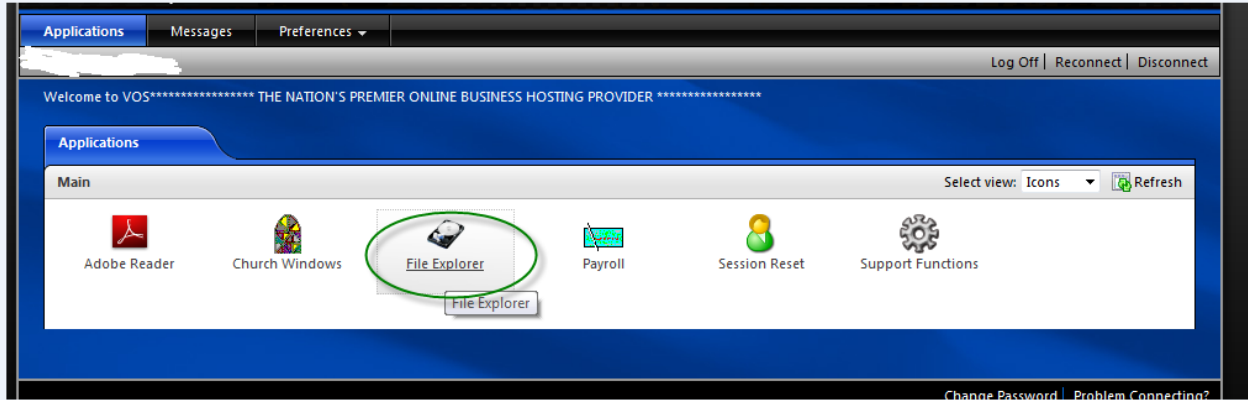 Applications Messages Preferences
Log Off | Reconnect | Disconnect
Welcome to VOS***************** THE NATION'S PREMIER ONLINE BUSINESS HOSTING PROVIDER *****************
Applications
Main Select view: Icons Refresh
Adobe Reader Church Windows File Explorer Payroll Session Reset Support Functions
File Explorer
Change Password | Problem Connecting?